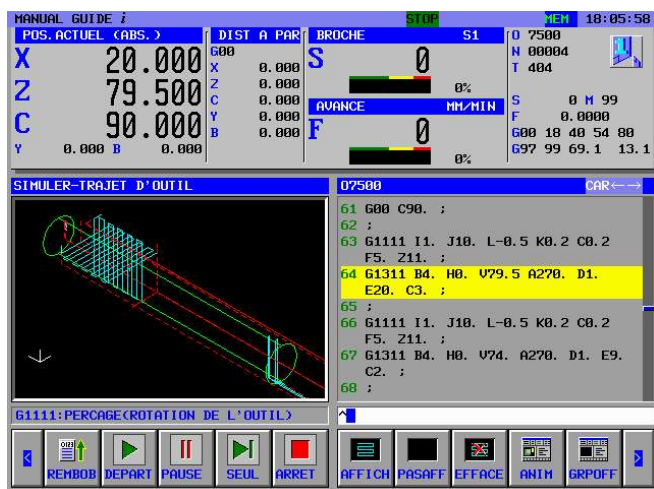 MANUAL GUIDE i STOP MEM 18:05:58
POS.ACTUEL (ABS.)
X 20.000
Z 79.500
C 90.000
Y 0.000 B 0.000
DIST A PAR
G00
X 0.000
Z 0.000
C 0.000
Y 0.000
B 0.000
BROCHE S1
S 0
0%
AVANCE MM/MIN
F 0
0%
O 7500
N 00004
T 404
S 0 M 99
F 0.0000
G00 18 40 54 80
G97 99 69.1 13.1
SIMULER-TRAJET D'OUTIL
O7500 CAR←→
61 G00 C90. ;
62 ;
63 G1111 I1. J10. L-0.5 K0.2 C0.2
F5. Z11. ;
64 G1311 B4. H0. V79.5 A270. D1.
E20. C3. ;
65 ;
66 G1111 I1. J10. L-0.5 K0.2 C0.2
F5. Z11. ;
67 G1311 B4. H0. V74. A270. D1. E9.
C2. ;
68 ;
G1111:PERCAGE(ROTATION DE L'OUTIL)
^
< REMBOB DEPART PAUSE SEUL ARRET AFFICH PASAFF EFFACE ANIM GRPOFF >